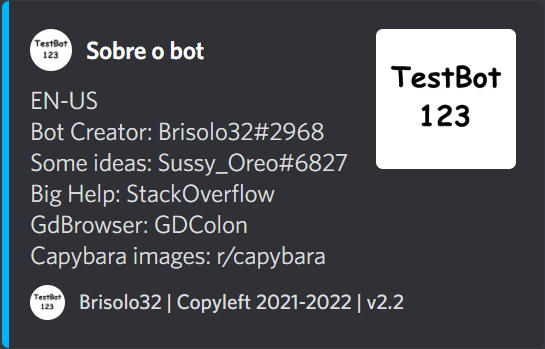 TestBot
123
Sobre o bot
TestBot
123
EN-US
Bot Creator: Brisolo32#2968
Some ideas: Sussy_Oreo#6827
Big Help: StackOverflow
GdBrowser: GDColon
Capybara images: r/capybara
TestBot
123
Brisolo32 | Copyleft 2021-2022 | v2.2